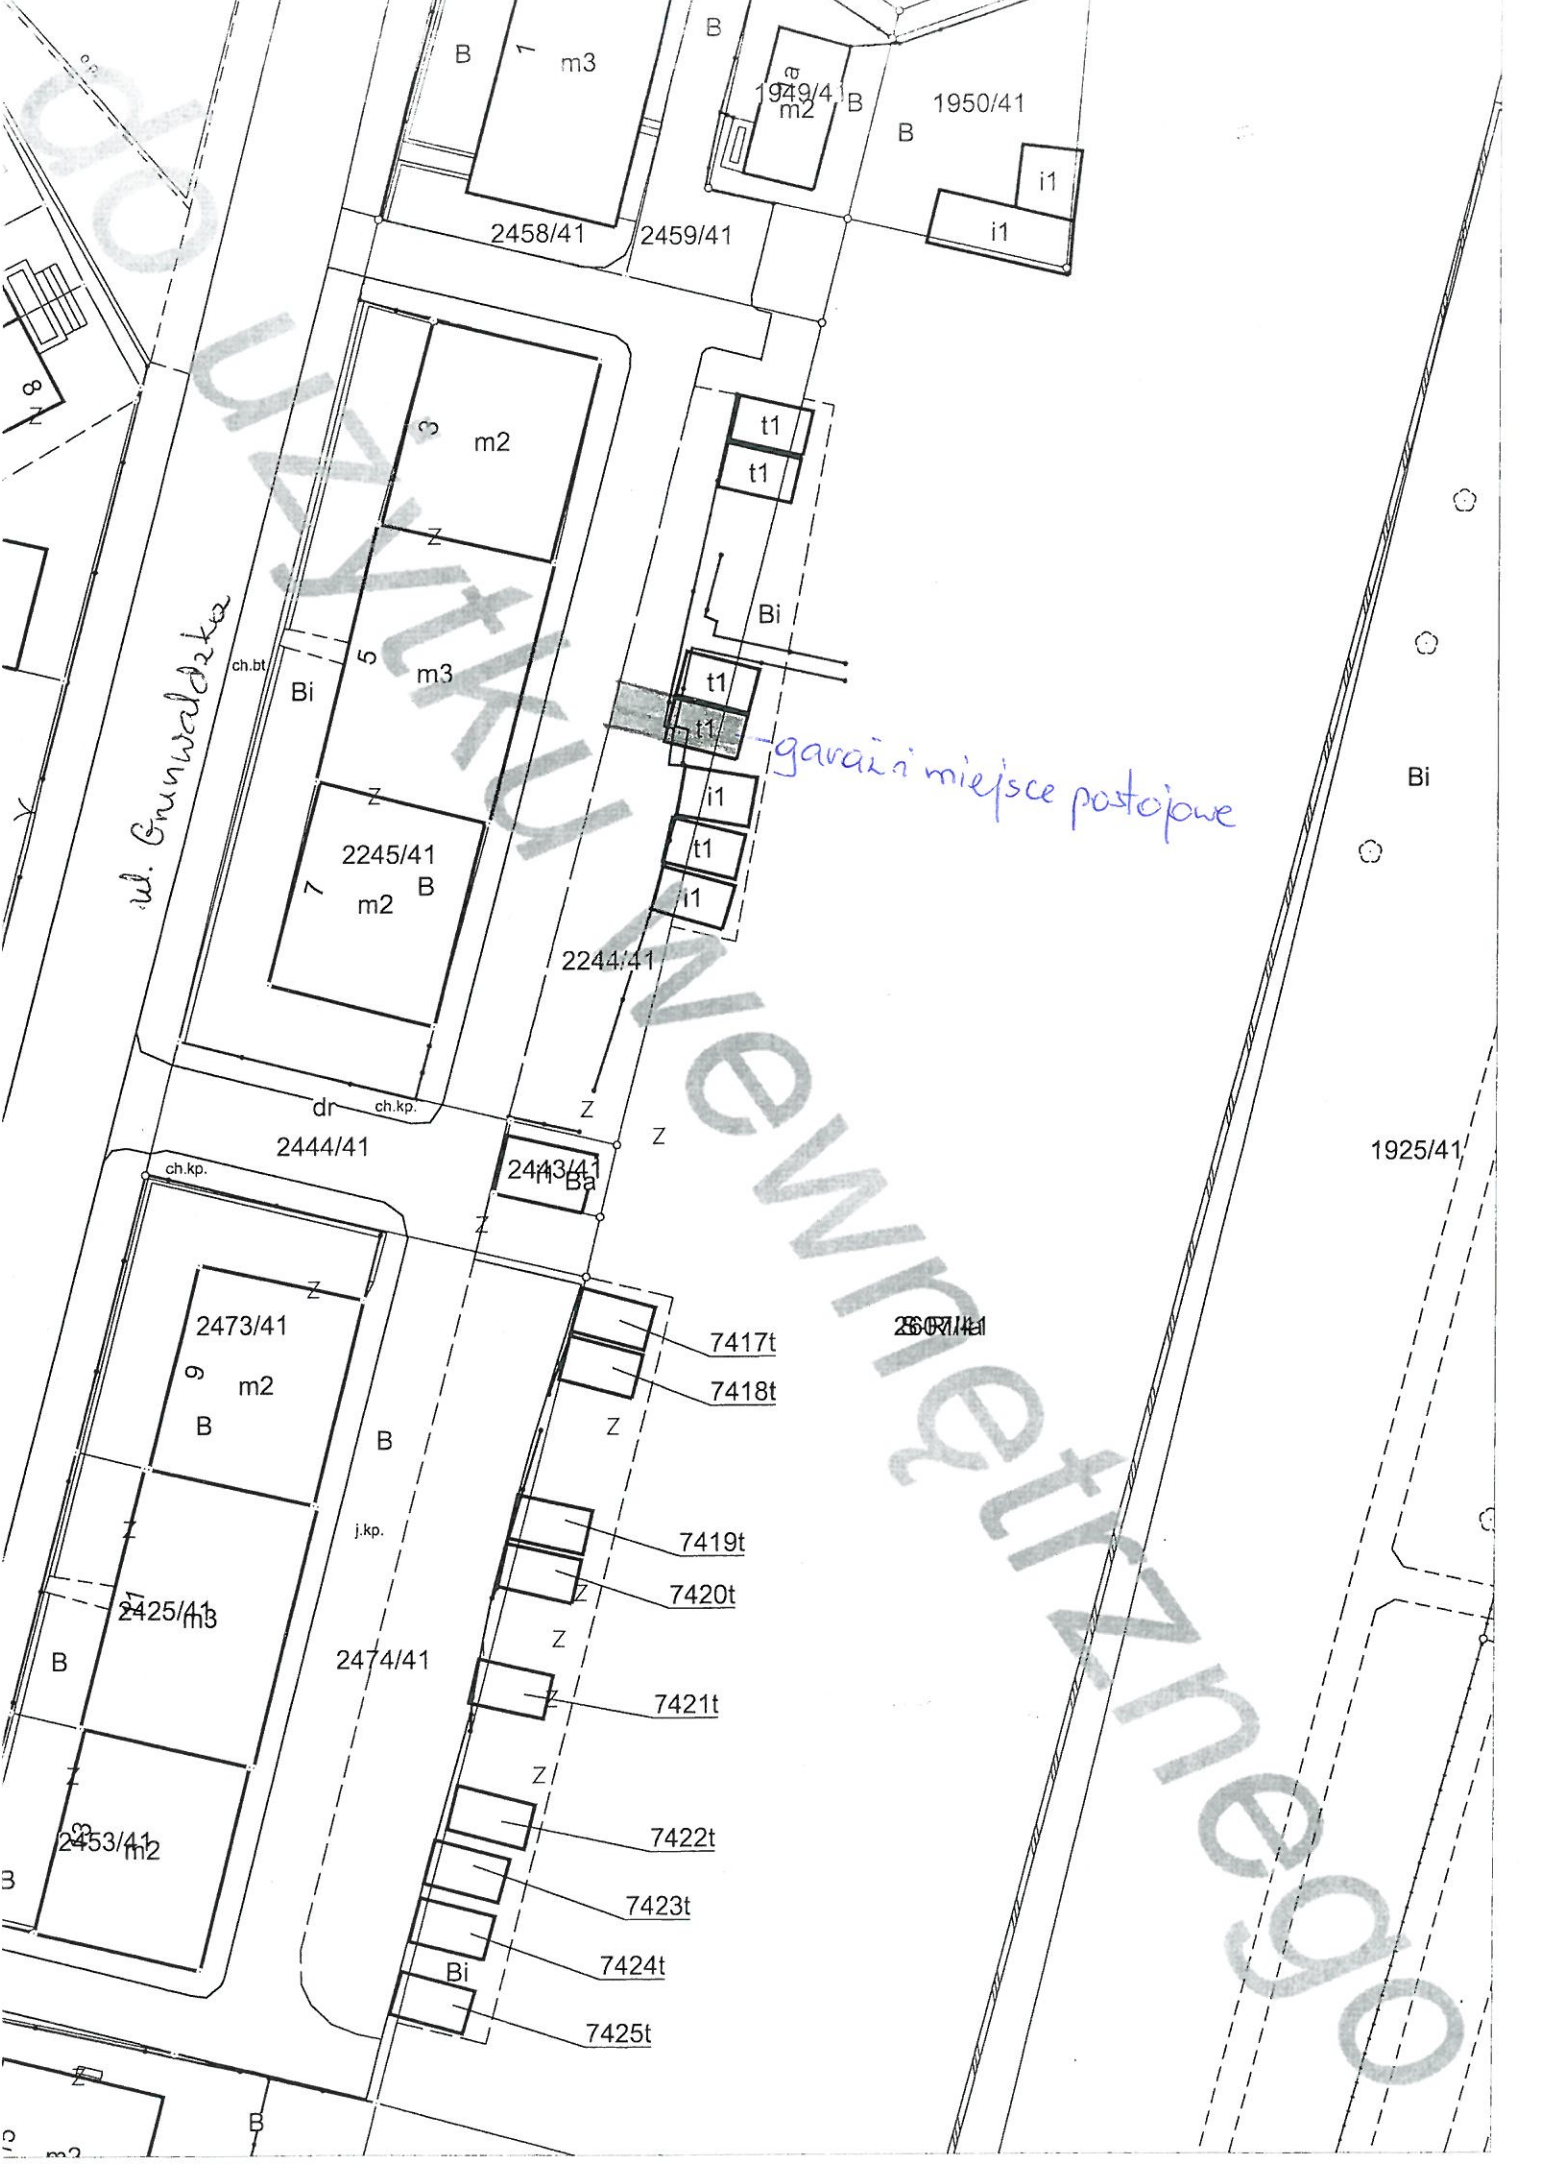 do użytku wewnętrznego
B
1
m3
B
1a
1949/41
m2
B
1950/41
B
i1
i1
2458/41
2459/41
8
Z
3
m2
t1
t1
Z
Bi
ul. Grunwaldzka
ch.bt
5
Bi
m3
t1
t1
garaż i miejsce postojowe
Bi
Z
i1
2245/41
t1
7
B
m2
i1
2244/41
Z
dr
ch.kp.
Z
2444/41
1925/41
ch.kp.
2443/41
Ba
Z
2473/41
7417t
9
m2
7418t
B
B
Z
Z
j.kp.
7419t
Z
7420t
Z
2425/41
m3
Z
B
2474/41
7421t
Z
Z
Z
7422t
2453/41
m2
B
7423t
7424t
Bi
7425t
Z
B
m2